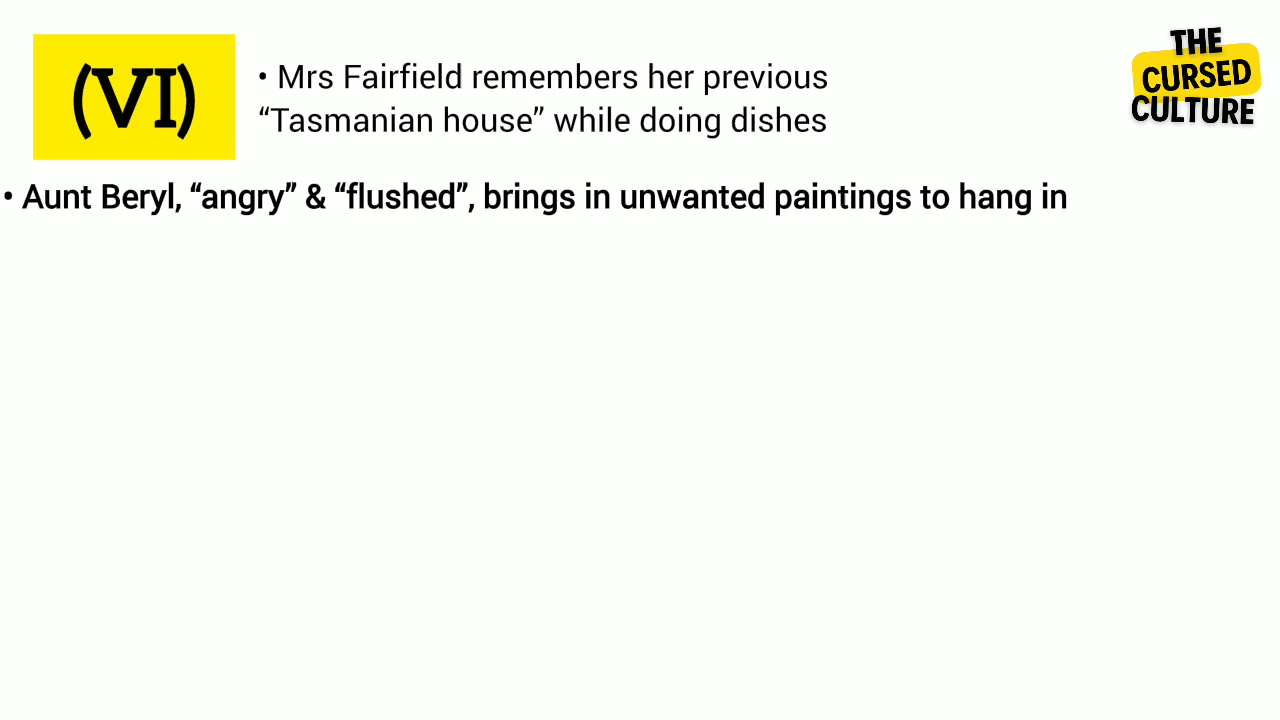 (VI)
• Mrs Fairfield remembers her previous
“Tasmanian house” while doing dishes
• Aunt Beryl, “angry” & “flushed”, brings in unwanted paintings to hang in
THE
CURSED
CULTURE